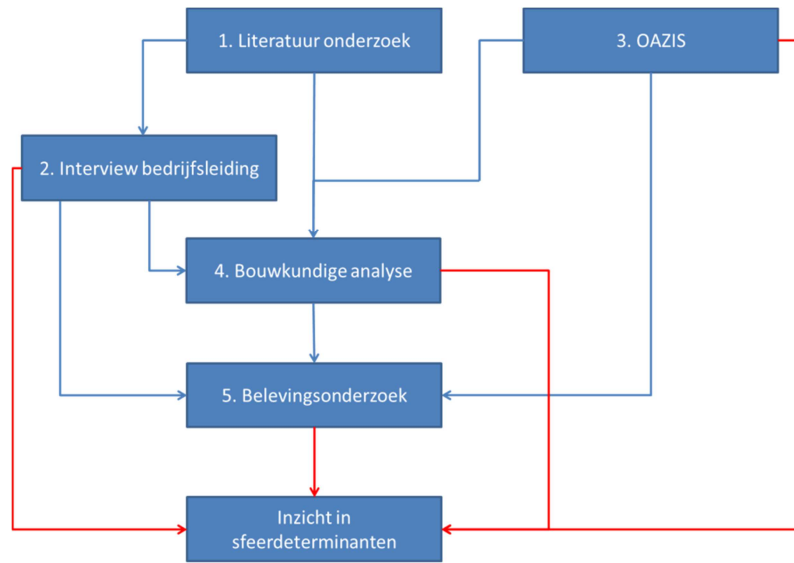 1. Literatuur onderzoek
3. OAZIS
2. Interview bedrijfsleiding
4. Bouwkundige analyse
5. Belevingsonderzoek
Inzicht in
sfeerdeterminanten